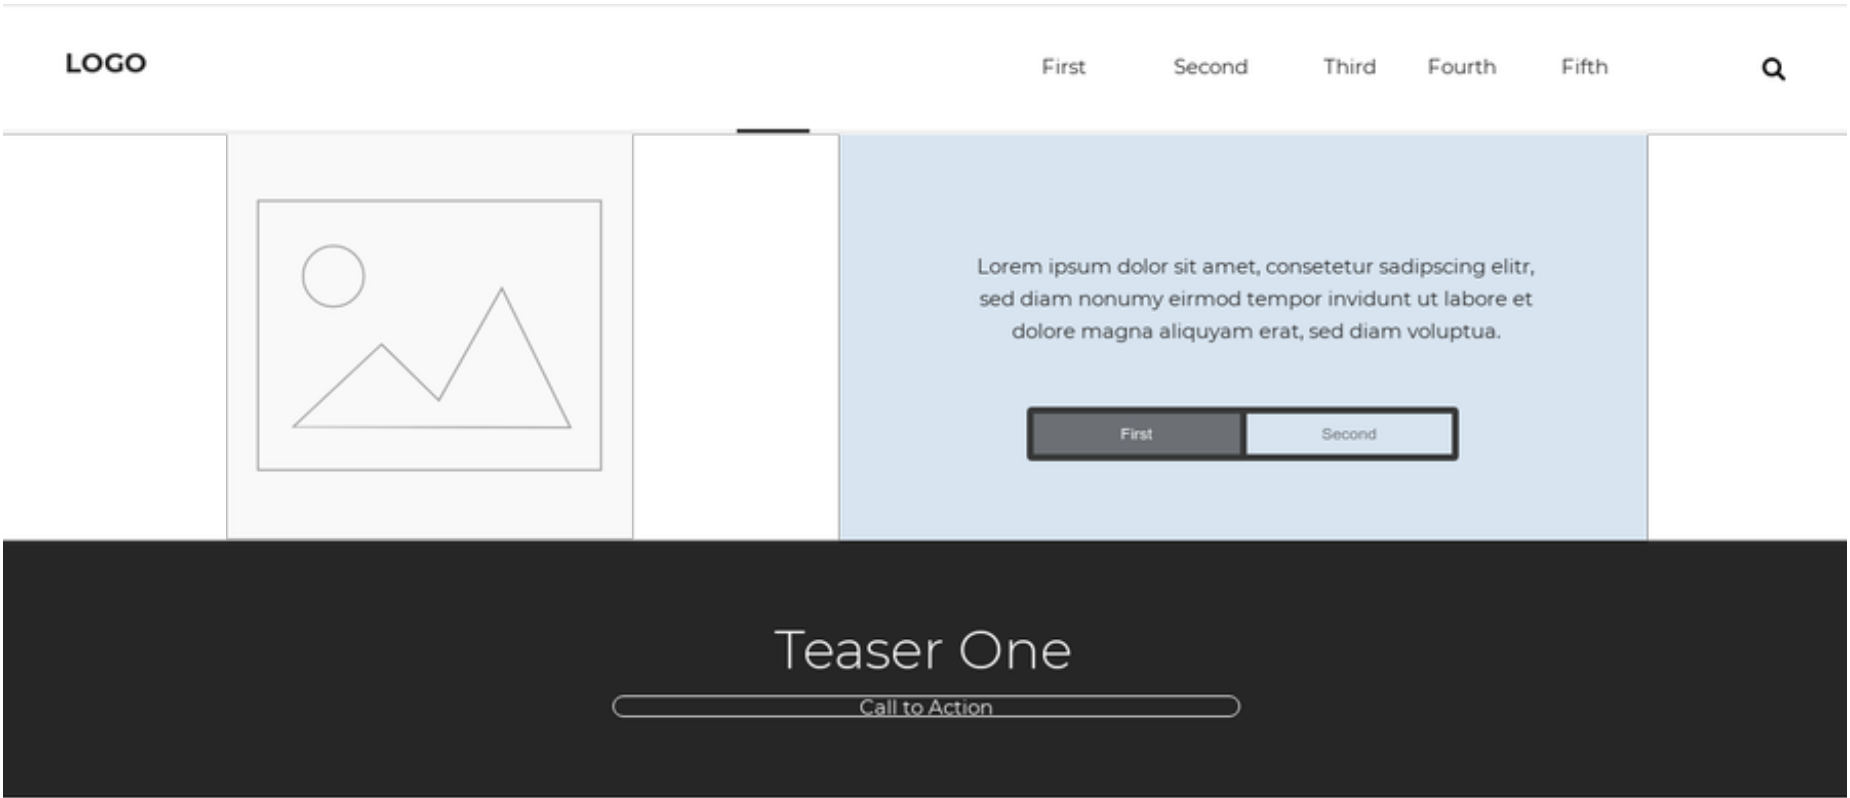 LOGO
First Second Third Fourth Fifth
Lorem ipsum dolor sit amet, consetetur sadipscing elitr,
sed diam nonumy eirmod tempor invidunt ut labore et
dolore magna aliquyam erat, sed diam voluptua.
First Second
Teaser One
Call to Action